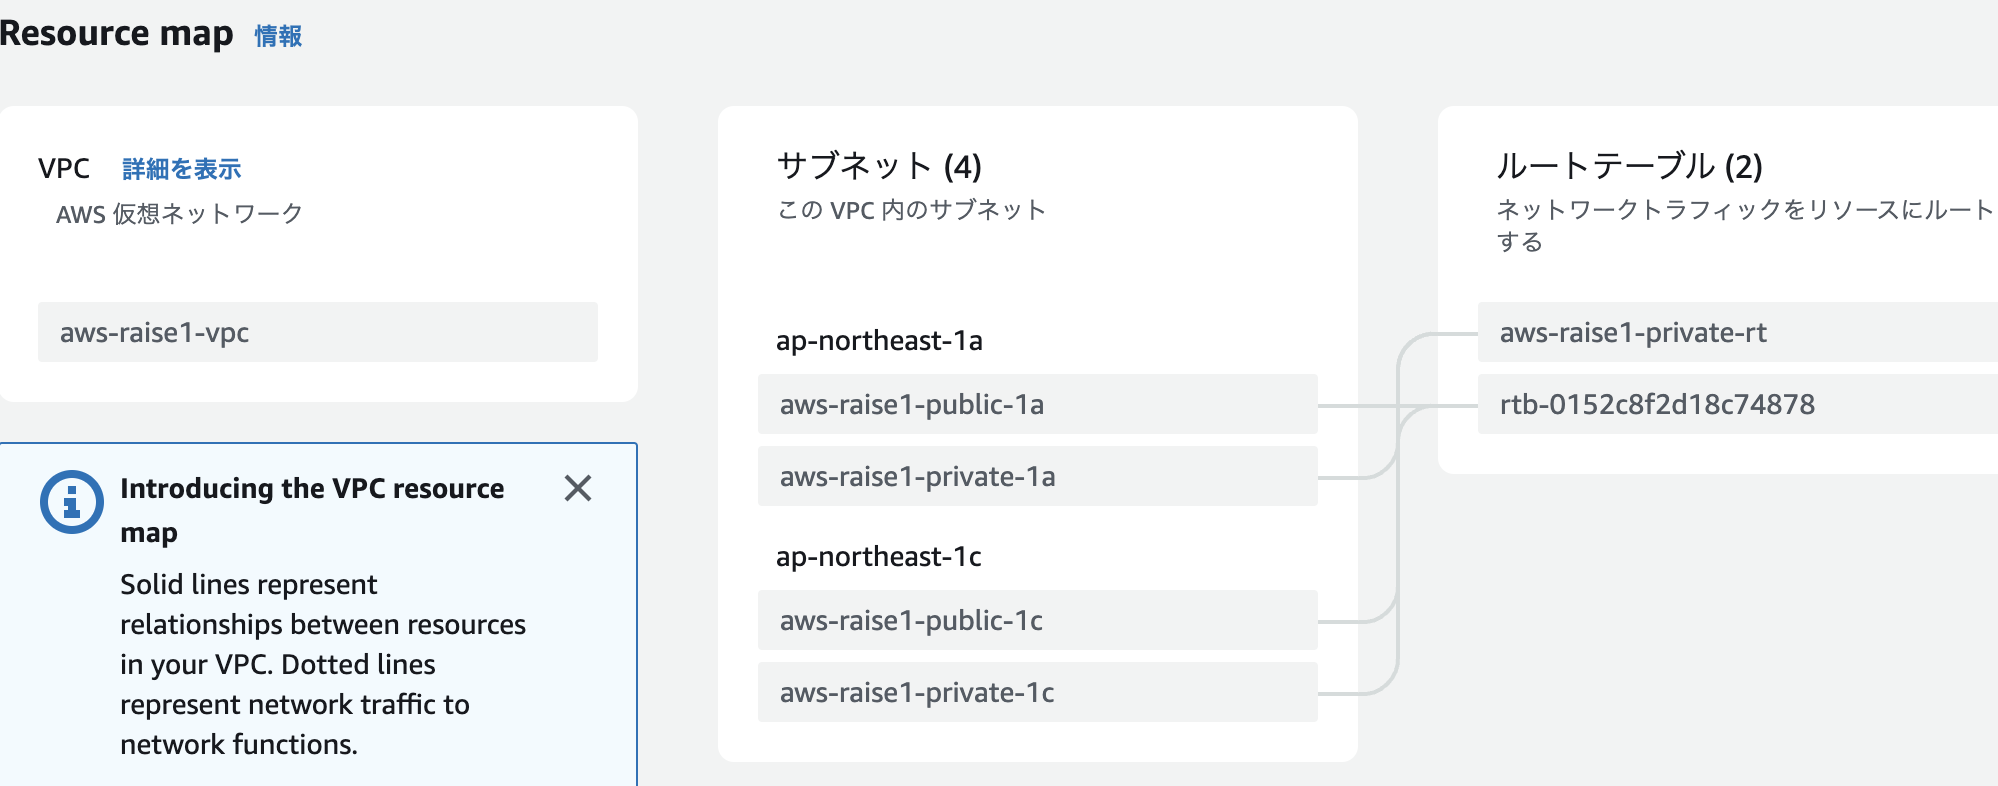 Resource map 情報
VPC 詳細を表示
AWS 仮想ネットワーク
aws-raise1-vpc
Introducing the VPC resource
map
Solid lines represent
relationships between resources
in your VPC. Dotted lines
represent network traffic to
network functions.
サブネット (4)
この VPC 内のサブネット
ap-northeast-1a
aws-raise1-public-1a
aws-raise1-private-1a
ap-northeast-1c
aws-raise1-public-1c
aws-raise1-private-1c
ルートテーブル (2)
ネットワークトラフィックをリソースにルート
する
aws-raise1-private-rt
rtb-0152c8f2d18c74878